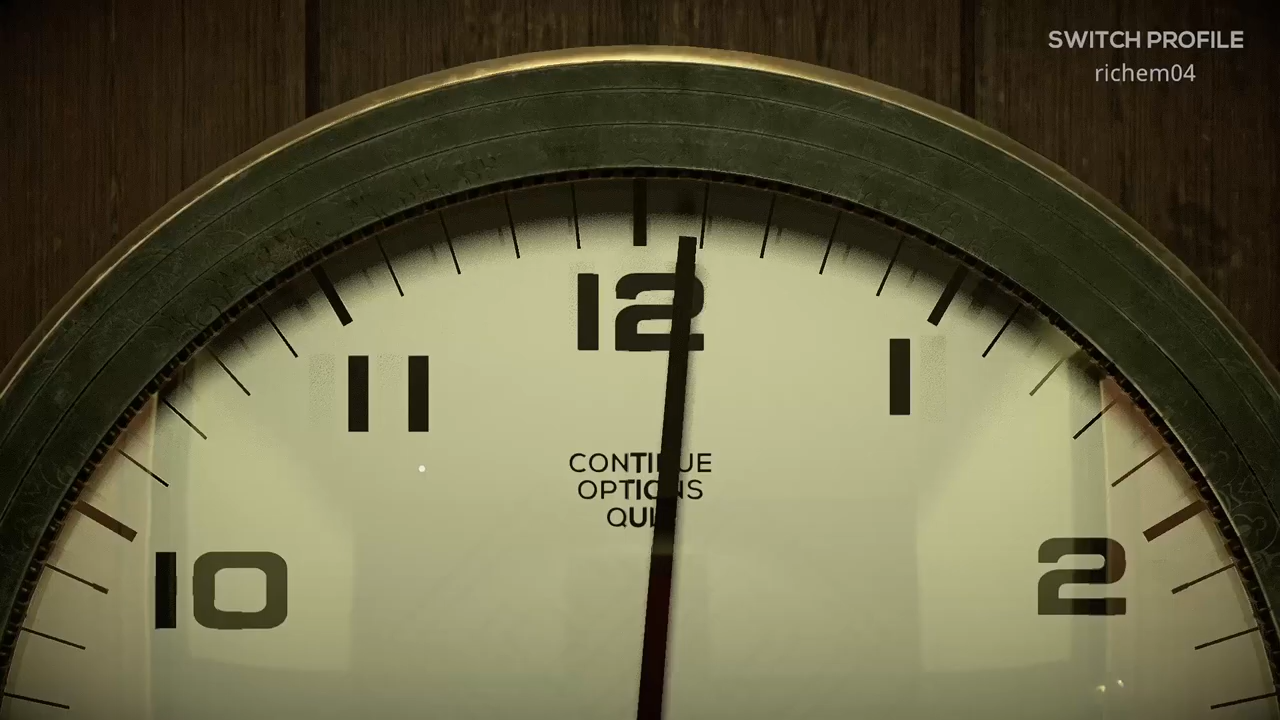 SWITCH PROFILE
richem04
12
11
1
CONTINUE
OPTIONS
QUIT
10
2